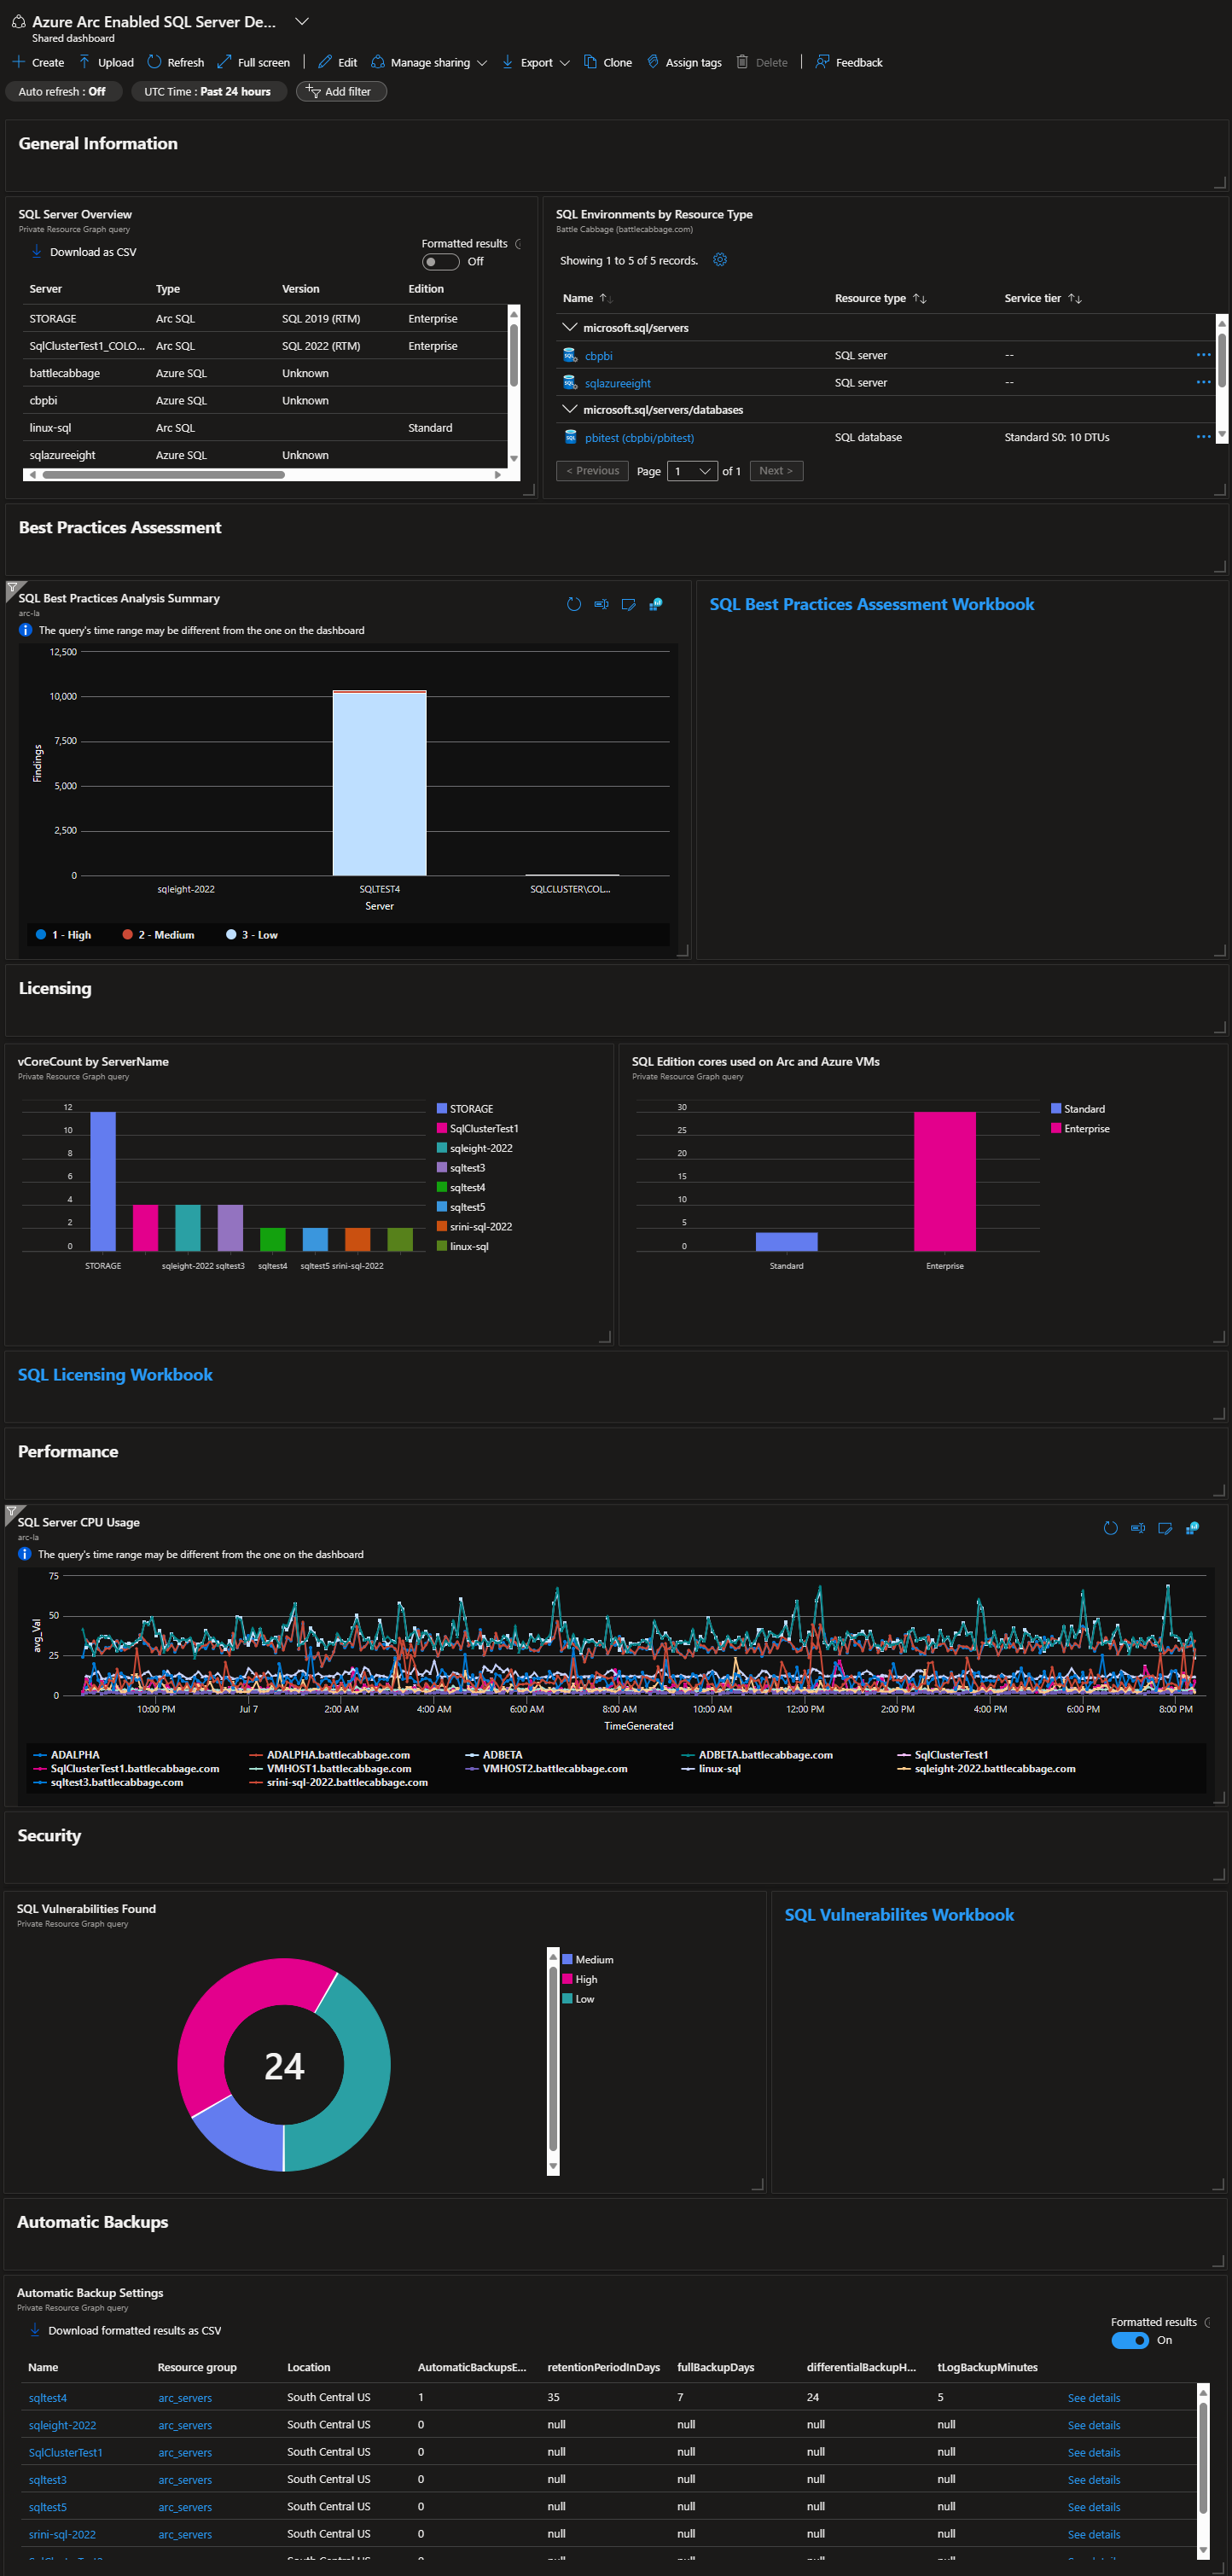 Azure Arc Enabled SQL Server De...
Shared dashboard
Create Upload Refresh Full screen Edit Manage sharing Export Clone Assign tags Delete Feedback
Auto refresh : Off UTC Time : Past 24 hours Add filter
General Information
SQL Server Overview
Private Resource Graph query
Download as CSV
Formatted results
Off
Server Type Version Edition
STORAGE Arc SQL SQL 2019 (RTM) Enterprise
SqlClusterTest1_COLO... Arc SQL SQL 2022 (RTM) Enterprise
battlecabbage Azure SQL Unknown
cbpbi Azure SQL Unknown
linux-sql Arc SQL Standard
sqlazureeight Azure SQL Unknown
SQL Environments by Resource Type
Battle Cabbage (battlecabbage.com)
Showing 1 to 5 of 5 records.
Name Resource type Service tier
microsoft.sql/servers
cbpbi SQL server --
sqlazureeight SQL server --
microsoft.sql/servers/databases
pbitest (cbpbi/pbitest) SQL database Standard S0: 10 DTUs
< Previous Page 1 of 1 Next >
Best Practices Assessment
SQL Best Practices Analysis Summary
arc-la
The query's time range may be different from the one on the dashboard
12,500
10,000
7,500
5,000
2,500
0
Findings
sqleight-2022 SQLTEST4 SQLCLUSTER\COL...
Server
1 - High 2 - Medium 3 - Low
SQL Best Practices Assessment Workbook
Licensing
vCoreCount by ServerName
Private Resource Graph query
12
10
8
6
4
2
0
STORAGE sqleight-2022 sqltest3 sqltest4 sqltest5 srini-sql-2022
STORAGE
SqlClusterTest1
sqleight-2022
sqltest3
sqltest4
sqltest5
srini-sql-2022
linux-sql
SQL Edition cores used on Arc and Azure VMs
Private Resource Graph query
30
25
20
15
10
5
0
Standard Enterprise
Standard
Enterprise
SQL Licensing Workbook
Performance
SQL Server CPU Usage
arc-la
The query's time range may be different from the one on the dashboard
75
50
25
0
avg_Val
10:00 PM Jul 7 2:00 AM 4:00 AM 6:00 AM 8:00 AM 10:00 AM 12:00 PM 2:00 PM 4:00 PM 6:00 PM 8:00 PM
TimeGenerated
ADALPHA ADALPHA.battlecabbage.com ADBETA ADBETA.battlecabbage.com SqlClusterTest1
SqlClusterTest1.battlecabbage.com VMHOST1.battlecabbage.com VMHOST2.battlecabbage.com linux-sql sqleight-2022.battlecabbage.com
sqltest3.battlecabbage.com srini-sql-2022.battlecabbage.com
Security
SQL Vulnerabilities Found
Private Resource Graph query
24
Medium
High
Low
SQL Vulnerabilites Workbook
Automatic Backups
Automatic Backup Settings
Private Resource Graph query
Download formatted results as CSV
Formatted results
On
Name Resource group Location AutomaticBackupsE... retentionPeriodInDays fullBackupDays differentialBackupH... tLogBackupMinutes
sqltest4 arc_servers South Central US 1 35 7 24 5 See details
sqleight-2022 arc_servers South Central US 0 null null null null See details
SqlClusterTest1 arc_servers South Central US 0 null null null null See details
sqltest3 arc_servers South Central US 0 null null null null See details
sqltest5 arc_servers South Central US 0 null null null null See details
srini-sql-2022 arc_servers South Central US 0 null null null null See details